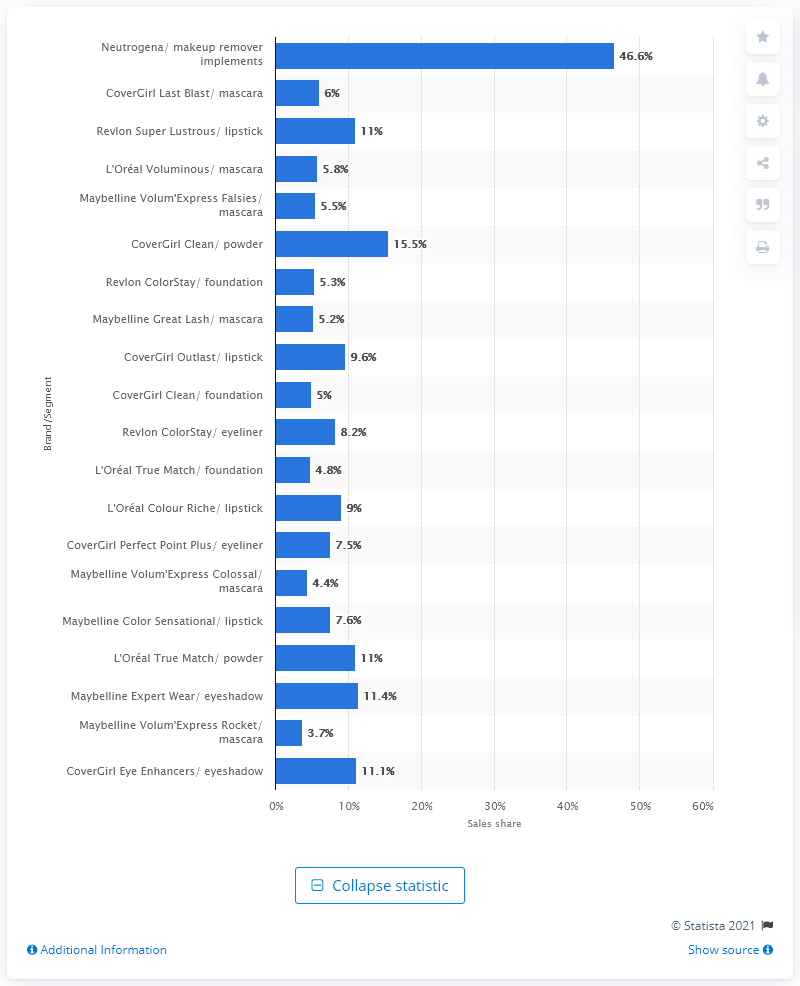 Neutrogena/ makeup remover
implements
46.6%
CoverGirl Last Blast/ mascara
6%
Revlon Super Lustrous/ lipstick
11%
L'Oréal Voluminous/ mascara
5.8%
Maybelline Volum'Express Falsies/
mascara
5.5%
CoverGirl Clean/ powder
15.5%
Revlon ColorStay/ foundation
5.3%
Maybelline Great Lash/ mascara
5.2%
CoverGirl Outlast/ lipstick
9.6%
CoverGirl Clean/ foundation
5%
Revlon ColorStay/ eyeliner
8.2%
L'Oréal True Match/ foundation
4.8%
L'Oréal Colour Riche/ lipstick
9%
CoverGirl Perfect Point Plus/ eyeliner
7.5%
Maybelline Volum'Express Colossal/
mascara
4.4%
Maybelline Color Sensational/ lipstick
7.6%
L'Oréal True Match/ powder
11%
Maybelline Expert Wear/ eyeshadow
11.4%
Maybelline Volum'Express Rocket/
mascara
3.7%
CoverGirl Eye Enhancers/ eyeshadow
11.1%
Brand/Segment
0% 10% 20% 30% 40% 50% 60%
Sales share
Collapse statistic
© Statista 2021
Additional Information
Show source